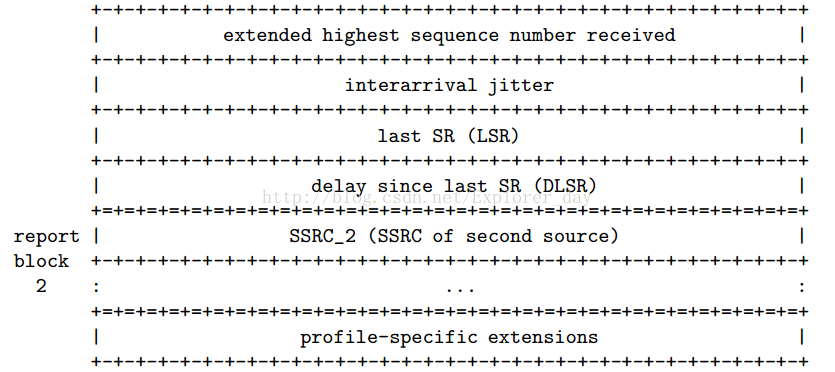 +-+-+-+-+-+-+-+-+-+-+-+-+-+-+-+-+-+-+-+-+-+-+-+-+-+-+-+-+-+-+-+-+
| extended highest sequence number received |
+-+-+-+-+-+-+-+-+-+-+-+-+-+-+-+-+-+-+-+-+-+-+-+-+-+-+-+-+-+-+-+-+
| interarrival jitter |
+-+-+-+-+-+-+-+-+-+-+-+-+-+-+-+-+-+-+-+-+-+-+-+-+-+-+-+-+-+-+-+-+
| last SR (LSR) |
+-+-+-+-+-+-+-+-+-+-+-+-+-+-+-+-+-+-+-+-+-+-+-+-+-+-+-+-+-+-+-+-+
| delay since last SR (DLSR) |
http://blog.csdn.net/Explorer_day
+=+=+=+=+=+=+=+=+=+=+=+=+=+=+=+=+=+=+=+=+=+=+=+=+=+=+=+=+=+=+=+=+
report | SSRC_2 (SSRC of second source) |
block +-+-+-+-+-+-+-+-+-+-+-+-+-+-+-+-+-+-+-+-+-+-+-+-+-+-+-+-+-+-+-+-+
2 : ... :
+=+=+=+=+=+=+=+=+=+=+=+=+=+=+=+=+=+=+=+=+=+=+=+=+=+=+=+=+=+=+=+=+
| profile-specific extensions |
+-+-+-+-+-+-+-+-+-+-+-+-+-+-+-+-+-+-+-+-+-+-+-+-+-+-+-+-+-+-+-+-+